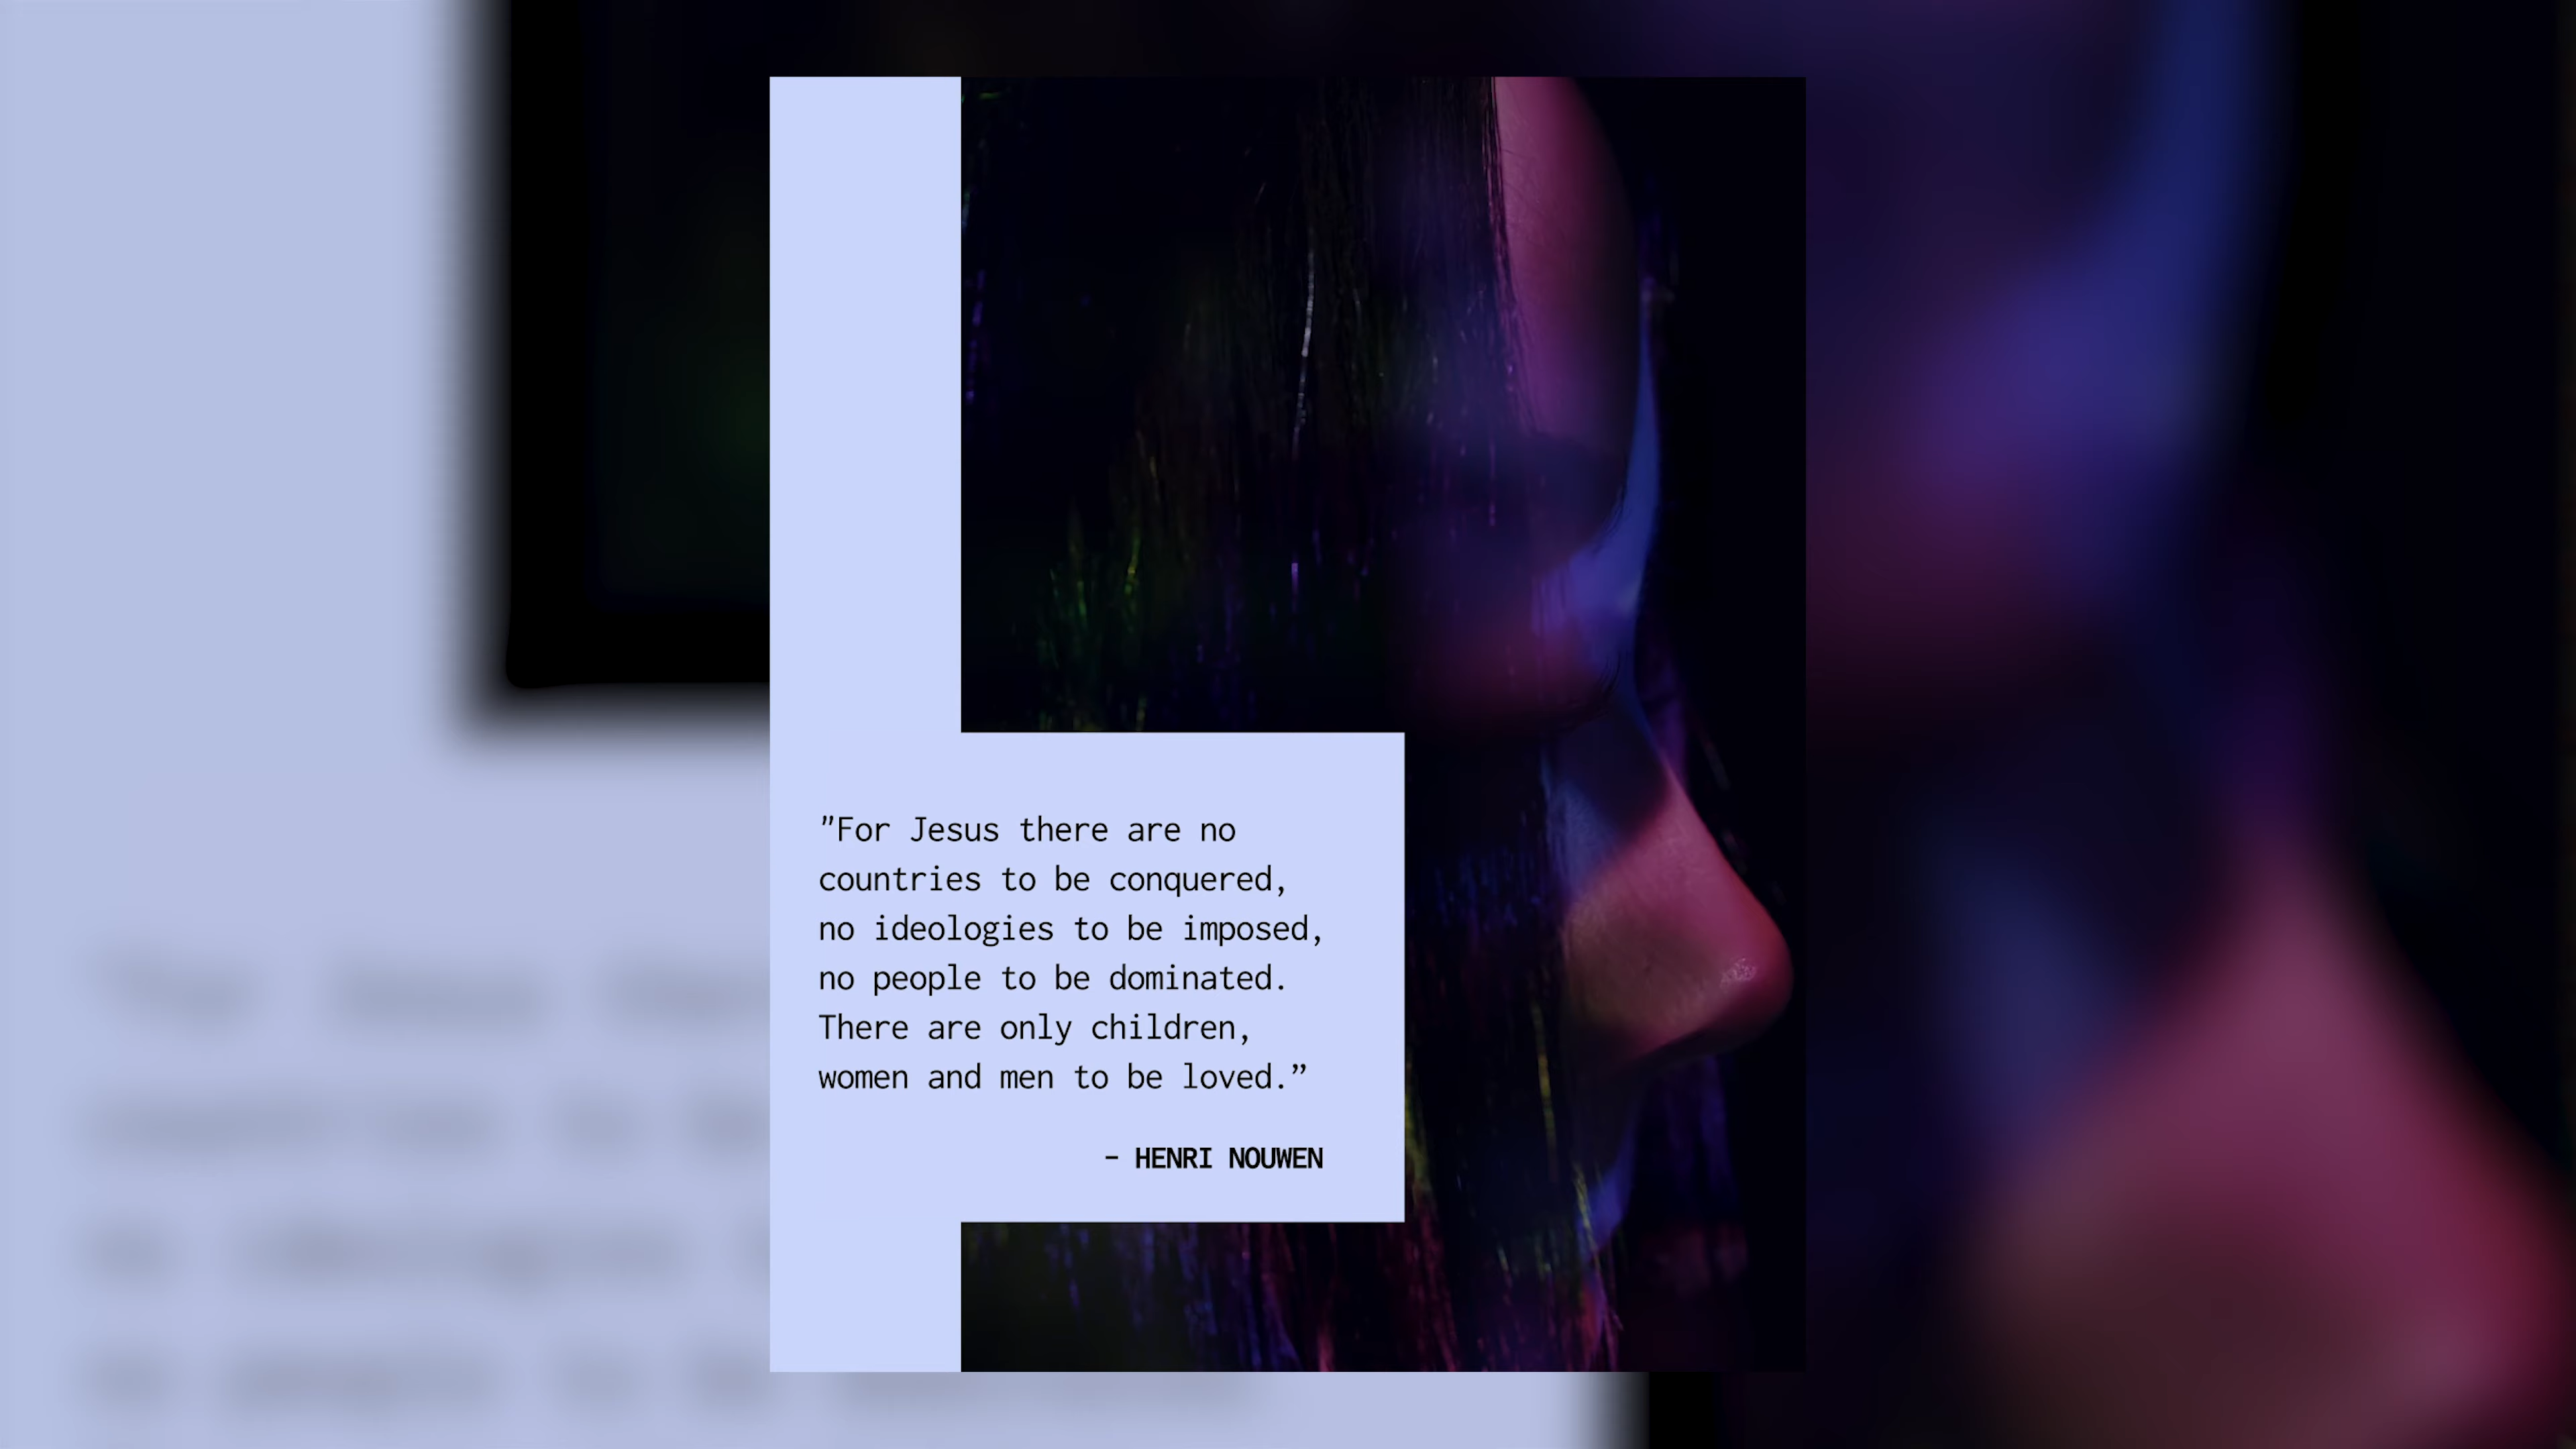 "For Jesus there are no
countries to be conquered,
no ideologies to be imposed,
no people to be dominated.
There are only children,
women and men to be loved.”
- HENRI NOUWEN